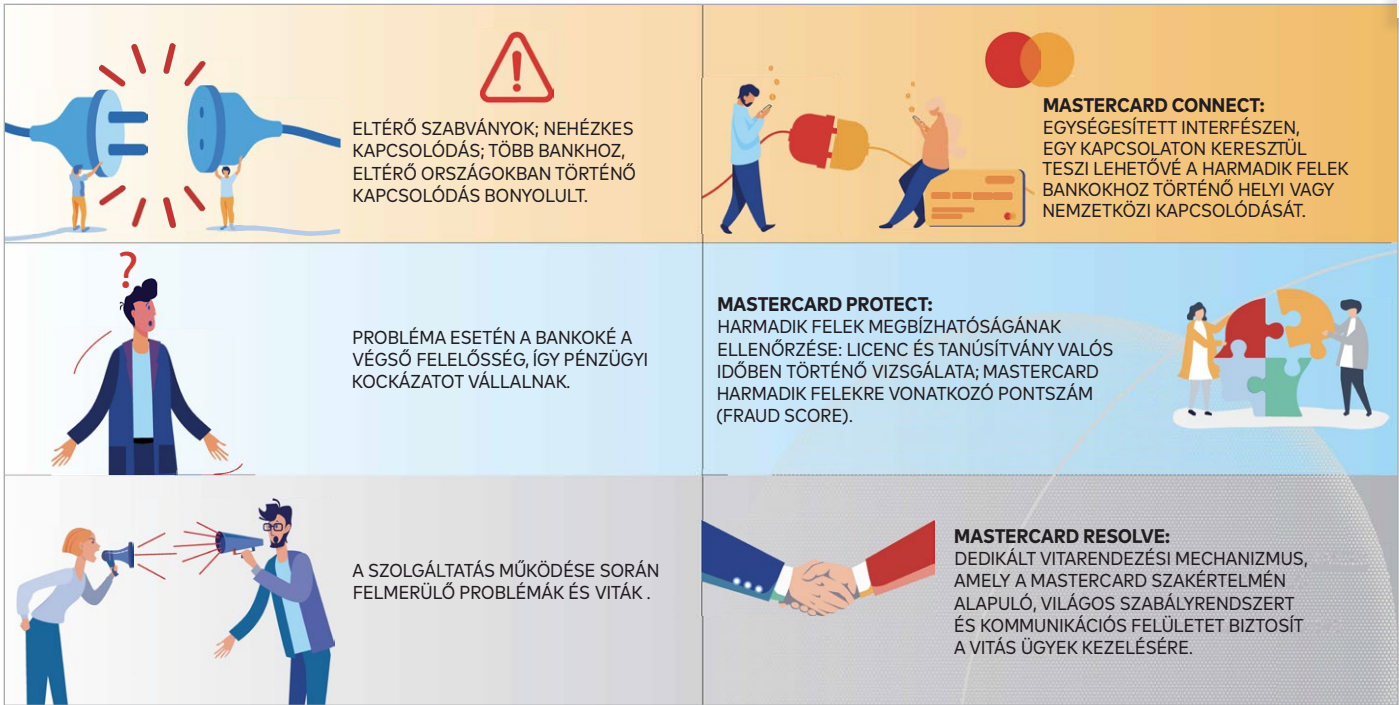 ELTÉRŐ SZABVÁNYOK; NEHÉZKES
KAPCSOLÓDÁS; TÖBB BANKHOZ,
ELTÉRŐ ORSZÁGOKBAN TÖRTÉNŐ
KAPCSOLÓDÁS BONYOLULT.
MASTERCARD CONNECT:
EGYSÉGESÍTETT INTERFÉSZEN,
EGY KAPCSOLATON KERESZTÜL
TESZI LEHETŐVÉ A HARMADIK FELEK
BANKOKHOZ TÖRTÉNŐ HELYI VAGY
NEMZETKÖZI KAPCSOLÓDÁSÁT.
?
PROBLÉMA ESETÉN A BANKOKÉ A
VÉGSŐ FELELŐSSÉG, ÍGY PÉNZÜGYI
KOCKÁZATOT VÁLLALNAK.
MASTERCARD PROTECT:
HARMADIK FELEK MEGBÍZHATÓSÁGÁNAK
ELLENŐRZÉSE: LICENC ÉS TANÚSÍTVÁNY VALÓS
IDŐBEN TÖRTÉNŐ VIZSGÁLATA; MASTERCARD
HARMADIK FELEKRE VONATKOZÓ PONTSZÁM
(FRAUD SCORE).
A SZOLGÁLTATÁS MŰKÖDÉSE SORÁN
FELMERÜLŐ PROBLÉMÁK ÉS VITÁK .
MASTERCARD RESOLVE:
DEDIKÁLT VITARENDEZÉSI MECHANIZMUS,
AMELY A MASTERCARD SZAKÉRTELMÉN
ALAPULÓ, VILÁGOS SZABÁLYRENDSZERT
ÉS KOMMUNIKÁCIÓS FELÜLETET BIZTOSÍT
A VITÁS ÜGYEK KEZELÉSÉRE.